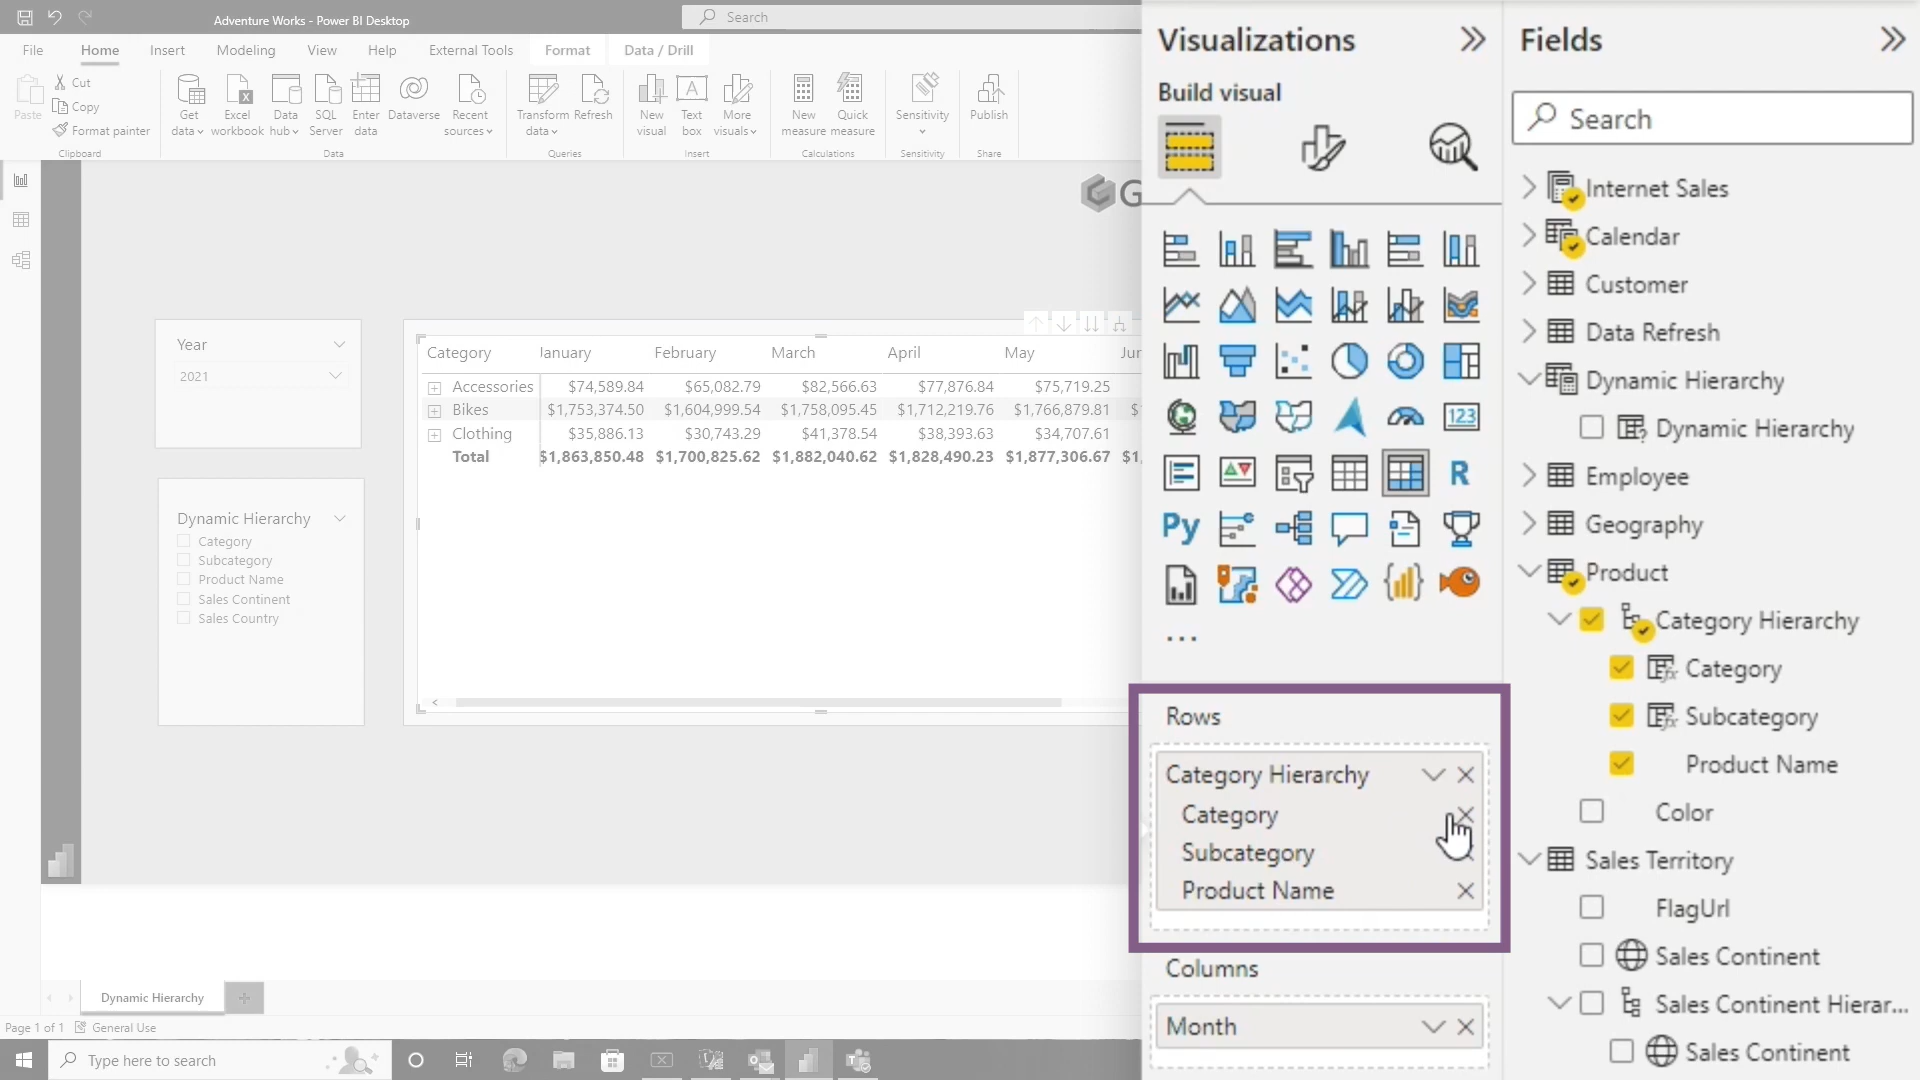 Adventure Works - Power BI Desktop
Search
File Home Insert Modeling View Help External Tools Format Data / Drill
Paste
Cut
Copy
Format painter
Clipboard
Get data
Excel workbook
Data hub
SQL Server
Enter data
Dataverse
Recent sources
Data
Transform data
Refresh
Queries
New visual
Text box
More visuals
Insert
New measure
Quick measure
Calculations
Sensitivity
Sensitivity
Publish
Share
G
Year
2021
Dynamic Hierarchy
Category
Subcategory
Product Name
Sales Continent
Sales Country
Category January February March April May Jun
Accessories $74,589.84 $65,082.79 $82,566.63 $77,876.84 $75,719.25
Bikes $1,753,374.50 $1,604,999.54 $1,758,095.45 $1,712,219.76 $1,766,879.81 $1
Clothing $35,886.13 $30,743.29 $41,378.54 $38,393.63 $34,707.61
Total $1,863,850.48 $1,700,825.62 $1,882,040.62 $1,828,490.23 $1,877,306.67 $1,
Dynamic Hierarchy
Page 1 of 1 General Use
Type here to search
Visualizations
Build visual
123
R
Py
...
Rows
Category Hierarchy
Category
Subcategory
Product Name
Columns
Month
Fields
Search
Internet Sales
Calendar
Customer
Data Refresh
Dynamic Hierarchy
Dynamic Hierarchy
Employee
Geography
Product
Category Hierarchy
Category
Subcategory
Product Name
Color
Sales Territory
FlagUrl
Sales Continent
Sales Continent Hierar...
Sales Continent